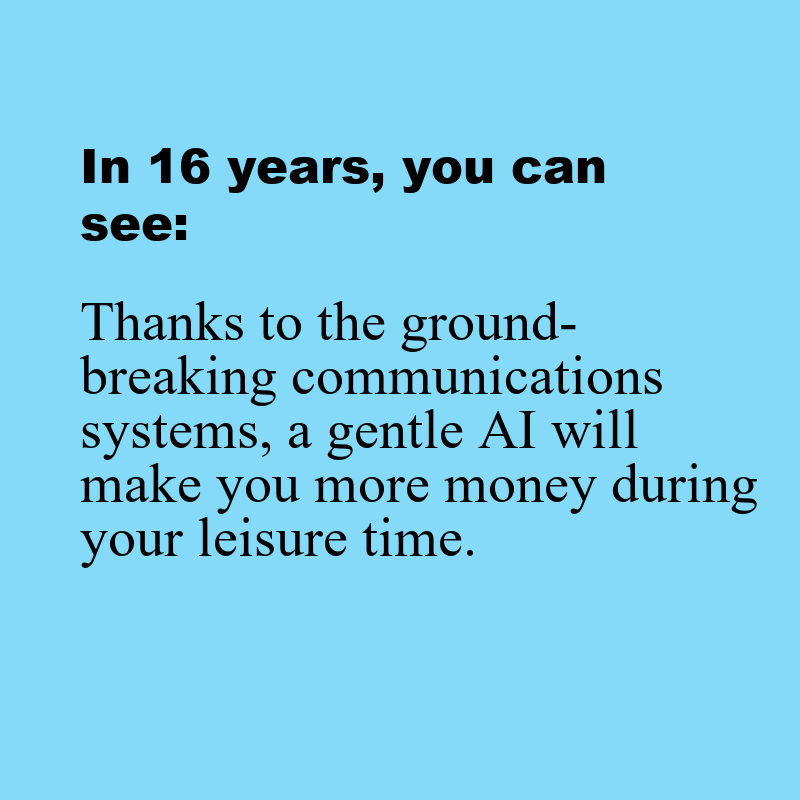 In 16 years, you can
see:
Thanks to the ground-
breaking communications
systems, a gentle AI will
make you more money during
your leisure time.